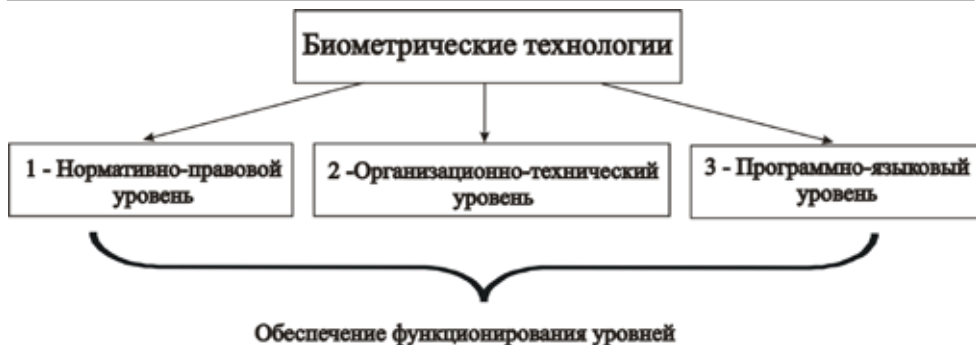 Биометрические технологии
1 - Нормативно-правовой
уровень
2 -Организационно-технический
уровень
3 - Программно-языковый
уровень
Обеспечение функционирования уровней